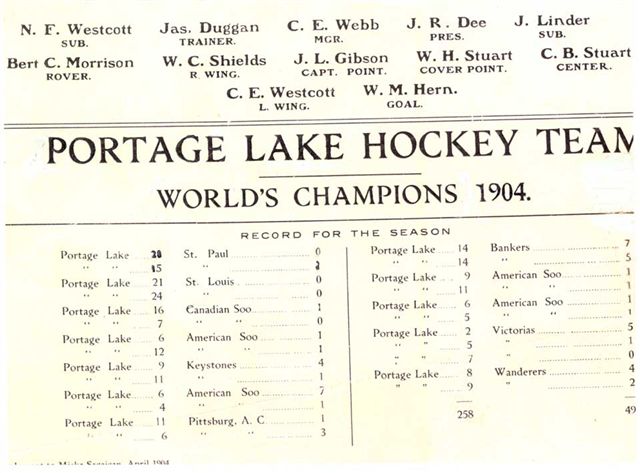 N. F. Westcott Jas. Duggan C. E. Webb J. R. Dee J. Linder
SUB. TRAINER. MGR. PRES. SUB.
Bert C. Morrison W. C. Shields J. L. Gibson W. H. Stuart C. B. Stuart
ROVER. R WING. CAPT. POINT. COVER POINT. CENTER.
C. E. Westcott W. M. Hern.
L. WING. GOAL.
PORTAGE LAKE HOCKEY TEAM
WORLD'S CHAMPIONS 1904.
RECORD FOR THE SEASON
Portage Lake St. Paul 0
" " 15 "
Portage Lake 21 St. Louis 0
" " 24 " 0
Portage Lake 16 Canadian Soo 1
" " 7 " " 0
Portage Lake 6 American Soo 1
" " 12 " " 1
Portage Lake 9 Keystones 4
" " 11 " 1
Portage Lake 6 American Soo 7
" " 4 " " 1
Portage Lake 11 Pittsburg, A. C. 1
" " 6 " " 3
Portage Lake 14 Bankers 7
" " 14 " 5
Portage Lake 9 American Soo 1
" " 11 " " 1
Portage Lake 6 American Soo 1
" " 5 " " 1
Portage Lake 2 Victorias 5
" " 5 " 1
" " 7 " 0
Portage Lake 8 Wanderers 4
" " 9 " 2
258 49
April 1904